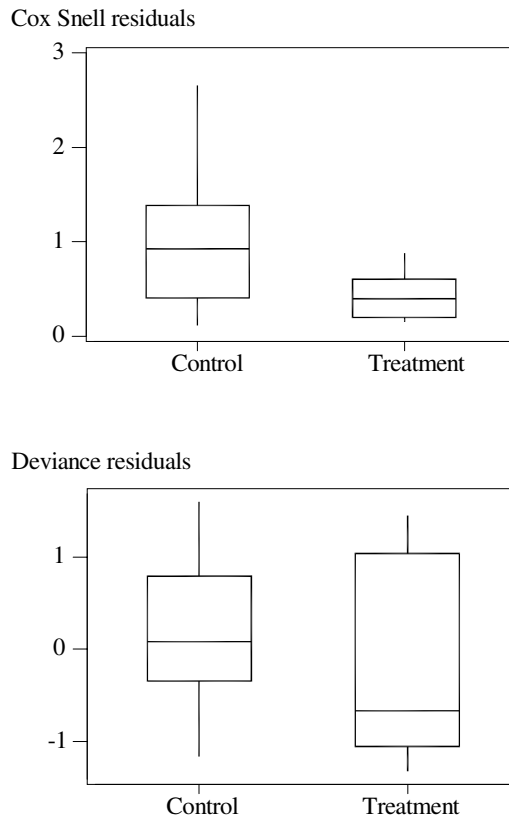 Cox Snell residuals
3
2
1
0
Control Treatment
Deviance residuals
1
0
-1
Control Treatment